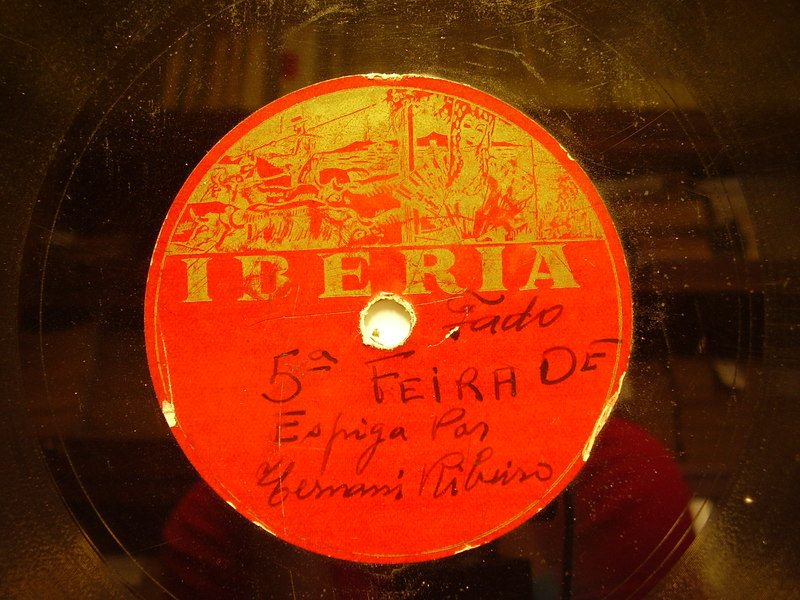 IBERIA
Fado
5ª FEIRA DE
Espiga Por
Hernani Ribeiro